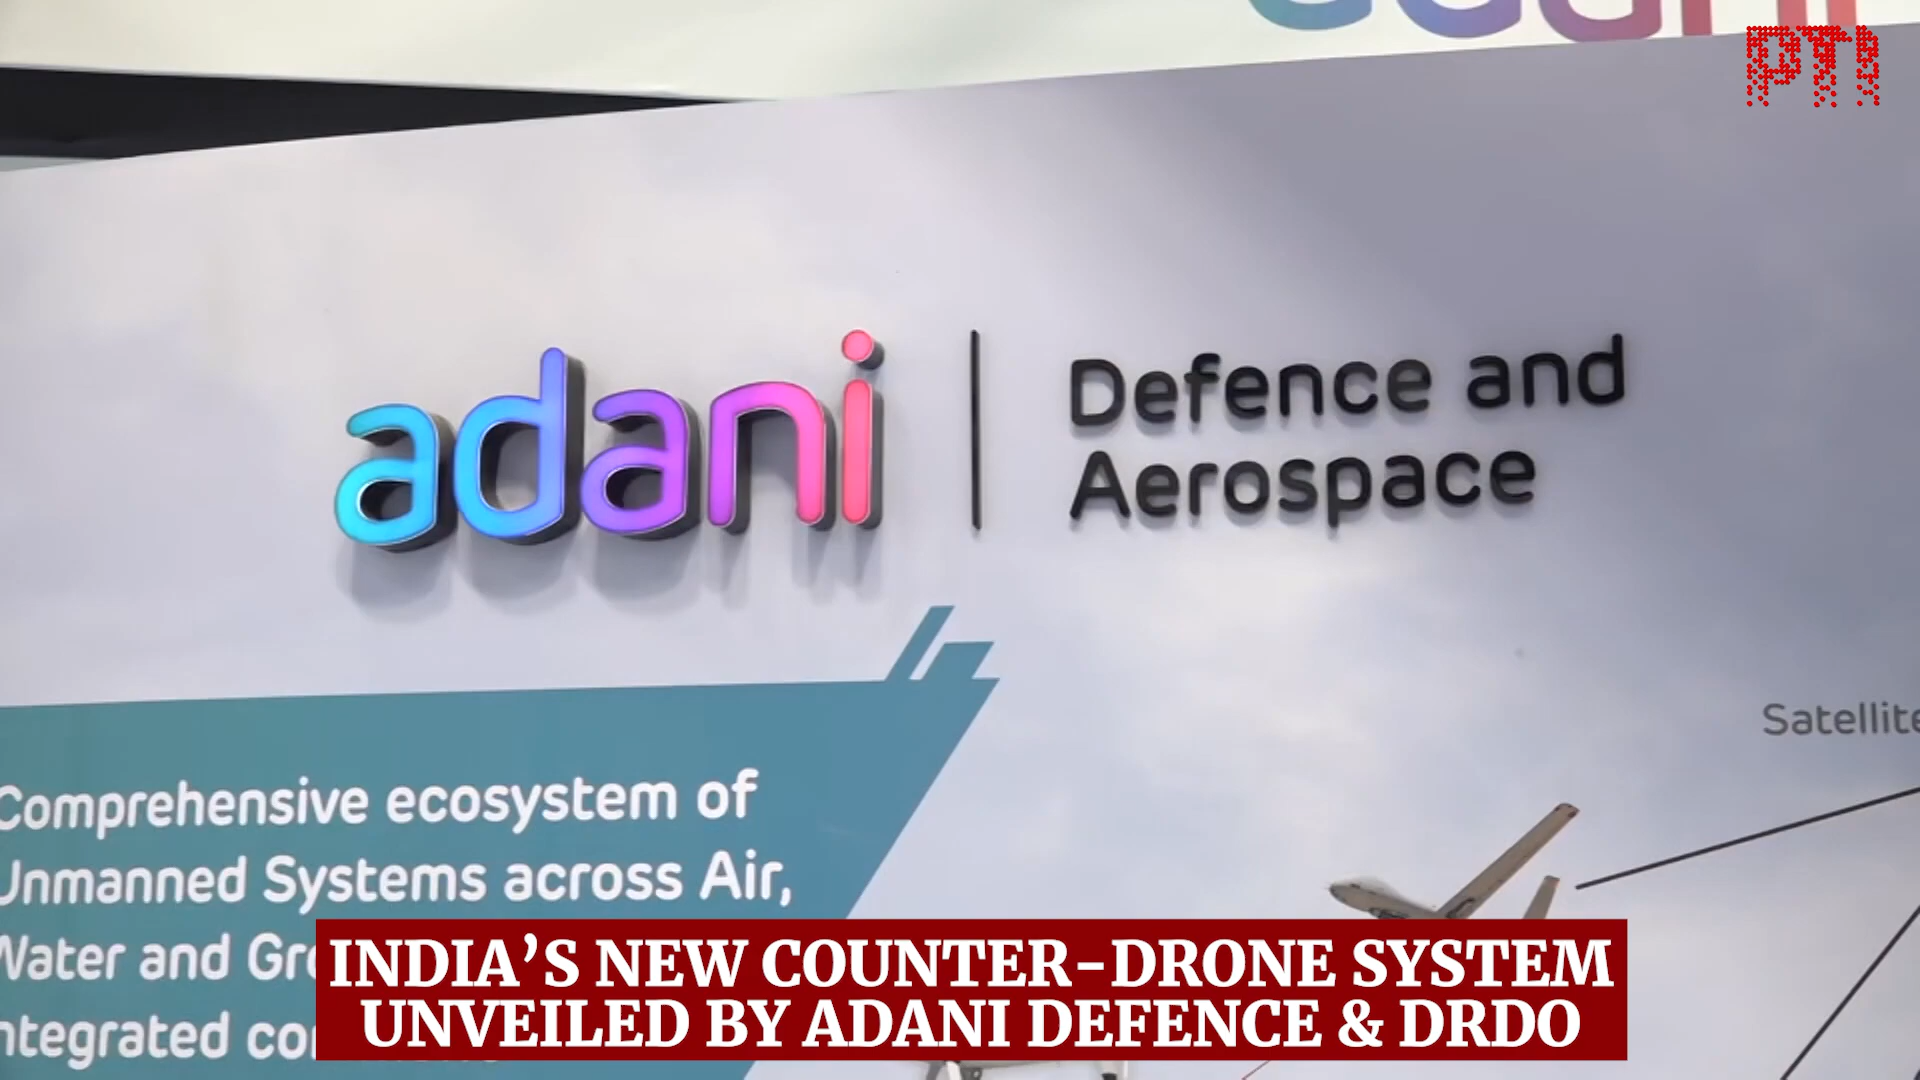 PTI
adani
Defence and
Aerospace
Comprehensive ecosystem of
Unmanned Systems across Air,
Water and
INDIA'S NEW COUNTER-DRONE SYSTEM
UNVEILED BY ADANI DEFENCE & DRDO